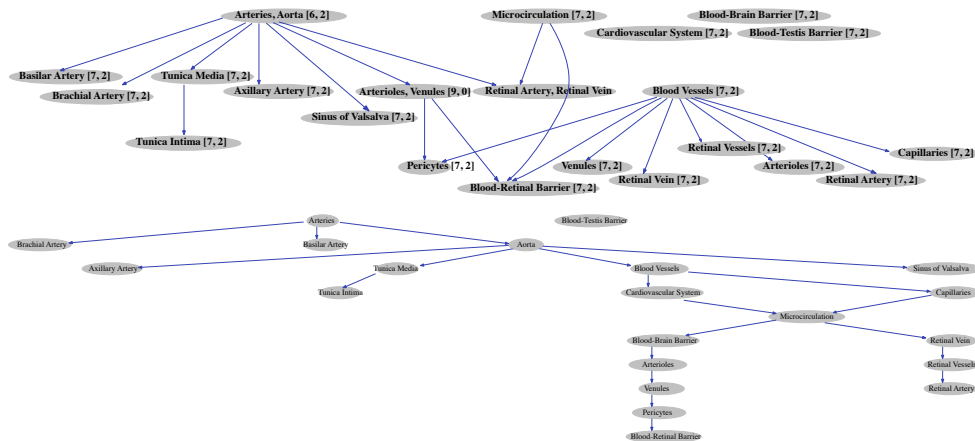 Arteries, Aorta [6, 2]
Microcirculation [7, 2]
Blood-Brain Barrier [7, 2]
Cardiovascular System [7, 2]
Blood-Testis Barrier [7, 2]
Basilar Artery [7, 2]
Tunica Media [7, 2]
Brachial Artery [7, 2]
Axillary Artery [7, 2]
Arterioles, Venules [9, 0]
Retinal Artery, Retinal Vein
Blood Vessels [7, 2]
Sinus of Valsalva [7, 2]
Tunica Intima [7, 2]
Retinal Vessels [7, 2]
Capillaries [7, 2]
Pericytes [7, 2]
Venules [7, 2]
Arterioles [7, 2]
Blood-Retinal Barrier [7, 2]
Retinal Vein [7, 2]
Retinal Artery [7, 2]
Arteries
Blood-Testis Barrier
Brachial Artery
Basilar Artery
Aorta
Axillary Artery
Tunica Media
Blood Vessels
Sinus of Valsalva
Tunica Intima
Cardiovascular System
Capillaries
Microcirculation
Blood-Brain Barrier
Retinal Vein
Arterioles
Retinal Vessels
Venules
Retinal Artery
Pericytes
Blood-Retinal Barrier